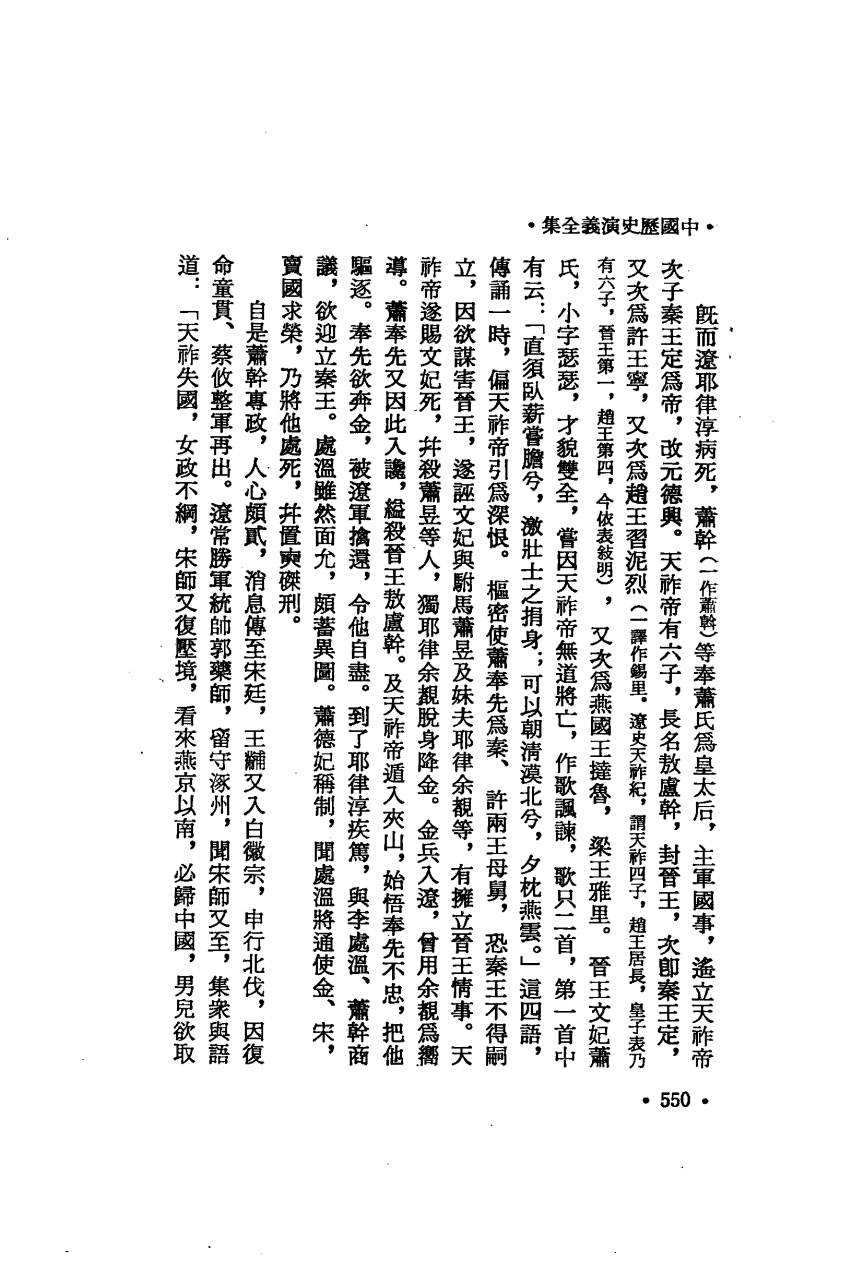 •中國歷史演義全集•
既而遼耶律淳病死，蕭幹（一作蕭斡）等奉蕭氏爲皇太后，主軍國事，遙立天祚帝
次子秦王定爲帝，改元德興。天祚帝有六子，長名敖盧幹，封晉王，次卽秦王定，
又次爲許王寧，又次爲趙王習泥烈（一譯作錫里。遼史天祚紀，謂天祚四子，趙王居長，皇子表乃
有六子，晉王第一，趙王第四，今依表敍明），又次爲燕國王撻魯，梁王雅里。晉王文妃蕭
氏，小字瑟瑟，才貌雙全，嘗因天祚帝無道將亡，作歌諷諫，歌只二首，第一首中
有云：「直須臥薪嘗膽兮，激壯士之捐身；可以朝清漠北兮，夕枕燕雲。」這四語，
傳誦一時，偏天祚帝引爲深恨。樞密使蕭奉先爲秦、許兩王母舅，恐秦王不得嗣
立，因欲謀害晉王，遂誣文妃與駙馬蕭昱及妹夫耶律余覩等，有擁立晉王情事。天
祚帝遂賜文妃死，幷殺蕭昱等人，獨耶律余覩脫身降金。金兵入遼，曾用余覩爲嚮
導。蕭奉先又因此入讒，縊殺晉王敖盧幹。及天祚帝遁入夾山，始悟奉先不忠，把他
驅逐。奉先欲奔金，被遼軍擒還，令他自盡。到了耶律淳疾篤，與李處溫、蕭幹商
議，欲迎立秦王。處溫雖然面允，頗蓄異圖。蕭德妃稱制，聞處溫將通使金、宋，
賣國求榮，乃將他處死，幷置奭磔刑。
自是蕭幹專政，人心頗貳，消息傳至宋廷，王黼又入白徽宗，申行北伐，因復
命童貫、蔡攸整軍再出。遼常勝軍統帥郭藥師，留守涿州，聞宋師又至，集衆與語
道：「天祚失國，女政不綱，宋師又復壓境，看來燕京以南，必歸中國，男兒欲取
•550•